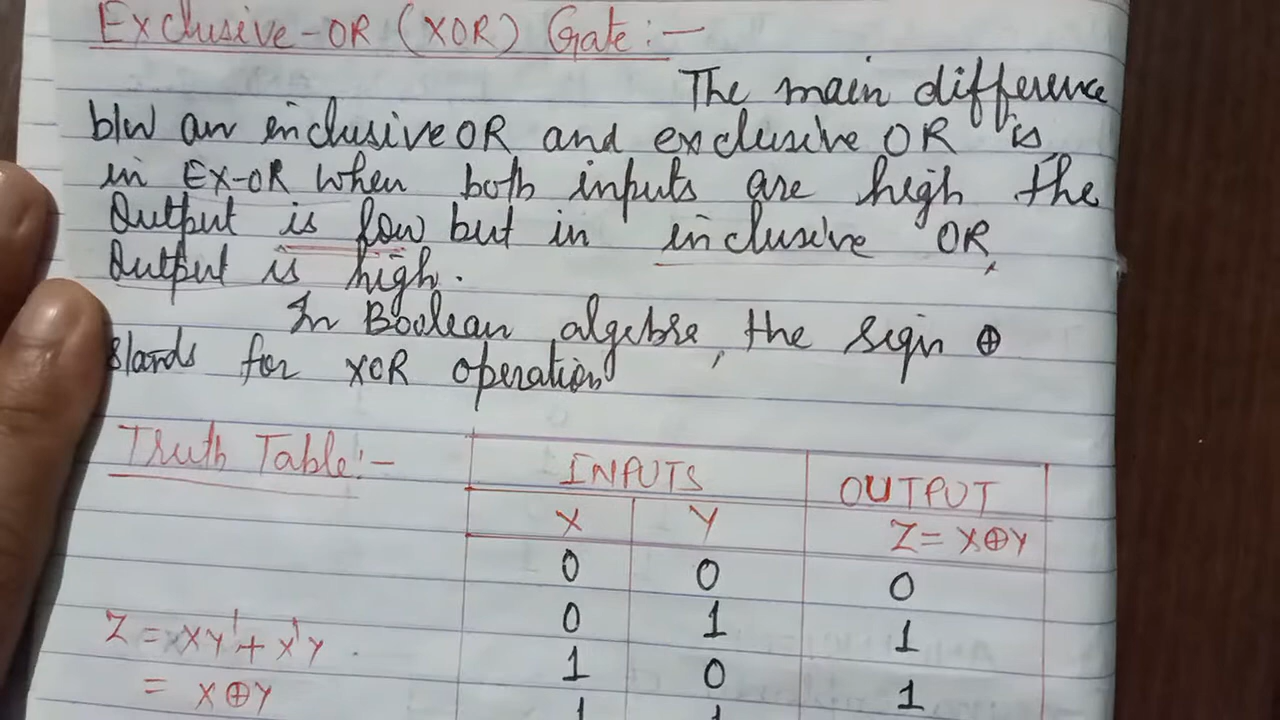 Exclusive-OR (XOR) Gate:-
The main difference
b/w an inclusive OR and exclusive OR is
in EX-OR when both inputs are high the
Output is low but in inclusive OR,
Output is high.
In Boolean algebra, the sign ⊕
stands for XOR operation
Truth Table:-
INPUTS OUTPUT
X Y Z = X⊕Y
0 0 0
0 1 1
1 0 1
1 1
Z = XY' + X'Y
= X⊕Y